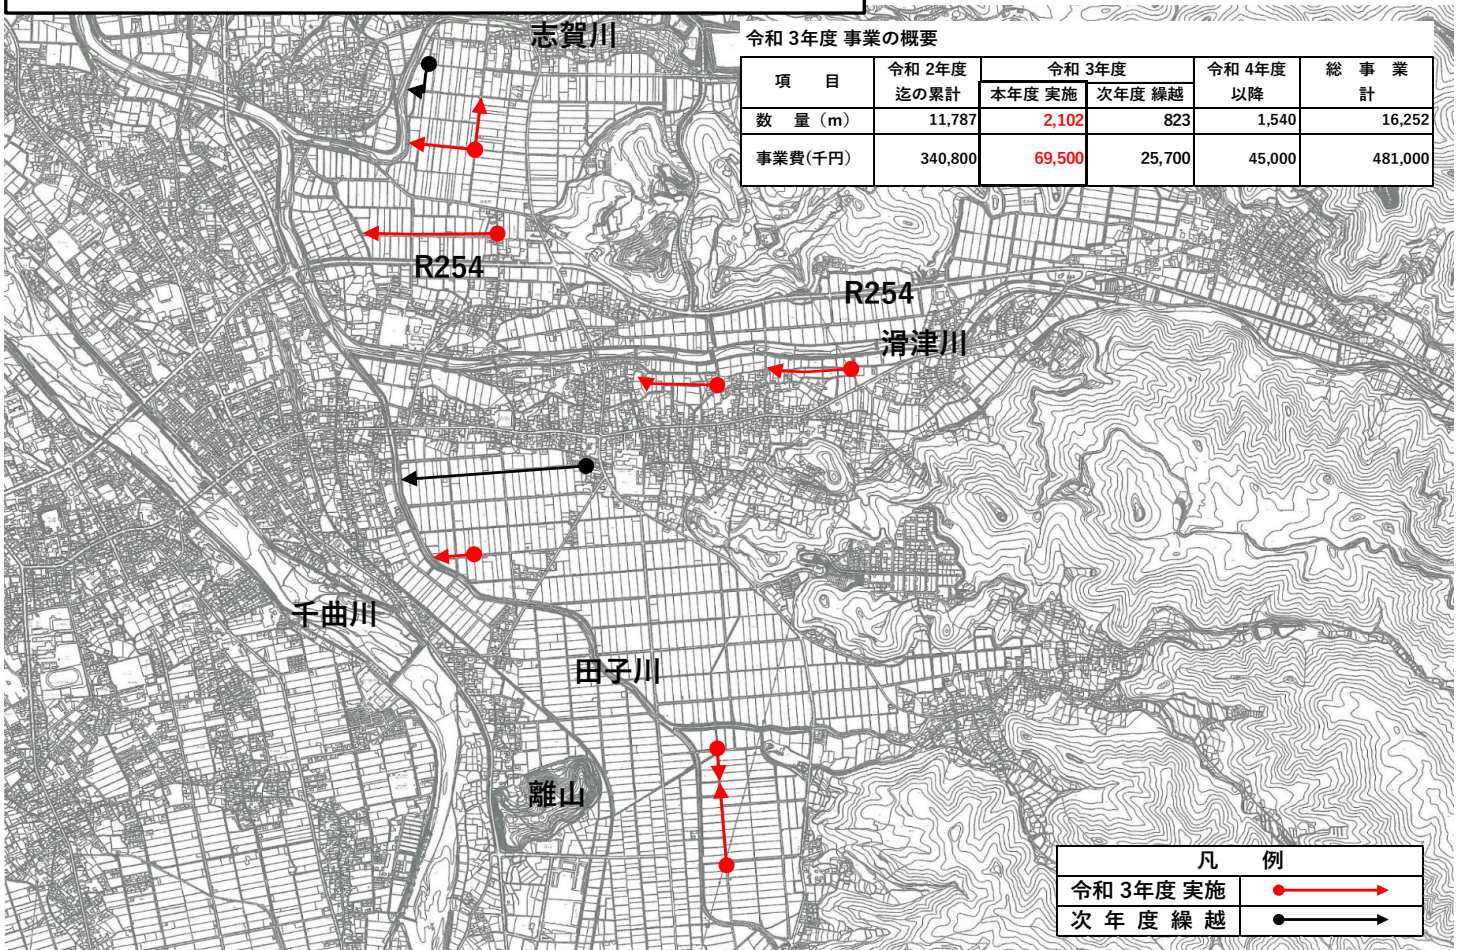 志賀川
令和 3年度 事業の概要
項 目 令和 2年度 迄の累計 令和 3年度 令和 4年度 以降 総 事 業 計
本年度 実施 次年度 繰越
数 量（m） 11,787 2,102 823 1,540 16,252
事業費(千円) 340,800 69,500 25,700 45,000 481,000
R254
R254
滑津川
千曲川
田子川
離山
凡 例
令和 3年度 実施
次 年 度 繰 越